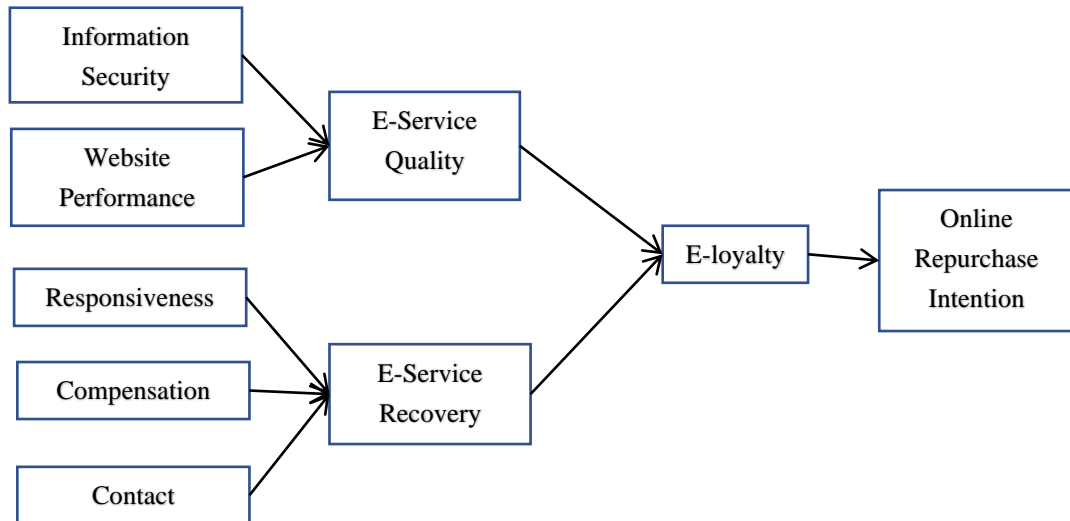 Information
Security
Website
Performance
E-Service
Quality
Responsiveness
Compensation
Contact
E-Service
Recovery
E-loyalty
Online
Repurchase
Intention